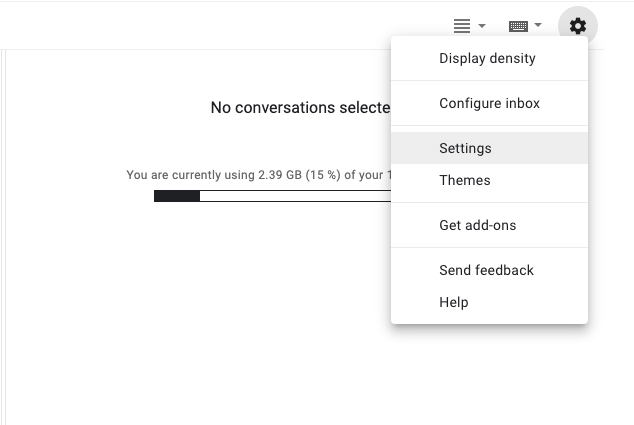 Display density
No conversations selecte
Configure inbox
Settings
You are currently using 2.39 GB (15 %) of your 1
Themes
Get add-ons
Send feedback
Help